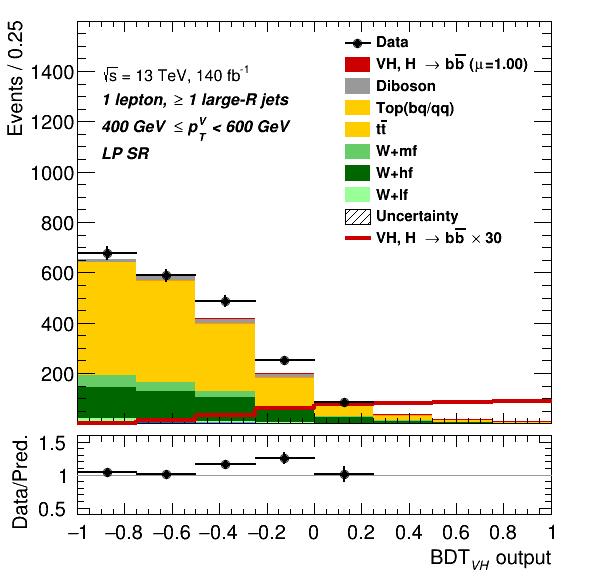 Events / 0.25
1400
1200
1000
800
600
400
200
√s = 13 TeV, 140 fb⁻¹
1 lepton, ≥ 1 large-R jets
400 GeV ≤ p_T^V < 600 GeV
LP SR
Data
VH, H → bb̅ (μ=1.00)
Diboson
Top(bq/qq)
tt̅
W+mf
W+hf
W+lf
Uncertainty
VH, H → bb̅ × 30
Data/Pred.
1.5
1
0.5
−1 −0.8 −0.6 −0.4 −0.2 0 0.2 0.4 0.6 0.8 1
BDT_VH output